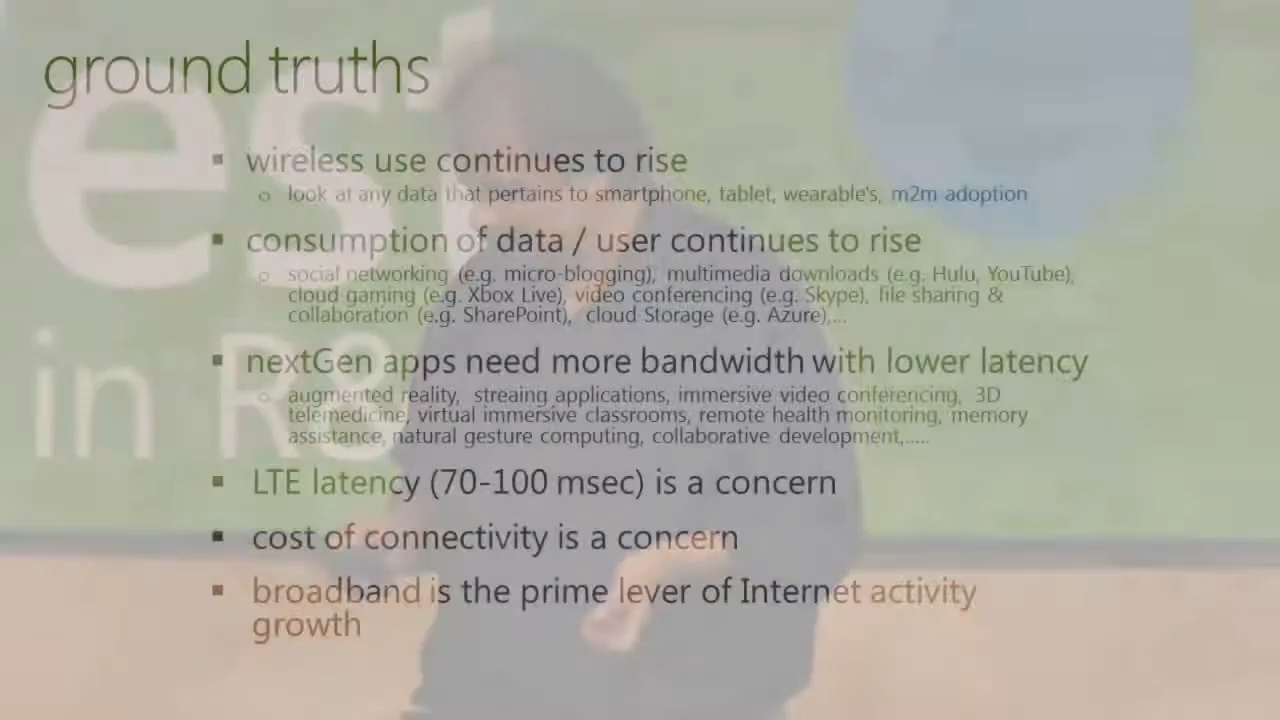 ground truths
est
in R&
▪ wireless use continues to rise
o look at any data that pertains to smartphone, tablet, wearable's, m2m adoption
▪ consumption of data / user continues to rise
o social networking (e.g. micro-blogging), multimedia downloads (e.g. Hulu, YouTube),
cloud gaming (e.g. Xbox Live), video conferencing (e.g. Skype), file sharing &
collaboration (e.g. SharePoint), cloud Storage (e.g. Azure),...
▪ nextGen apps need more bandwidth with lower latency
o augmented reality, streaing applications, immersive video conferencing, 3D
telemedicine, virtual immersive classrooms, remote health monitoring, memory
assistance, natural gesture computing, collaborative development,.....
▪ LTE latency (70-100 msec) is a concern
▪ cost of connectivity is a concern
▪ broadband is the prime lever of Internet activity
growth